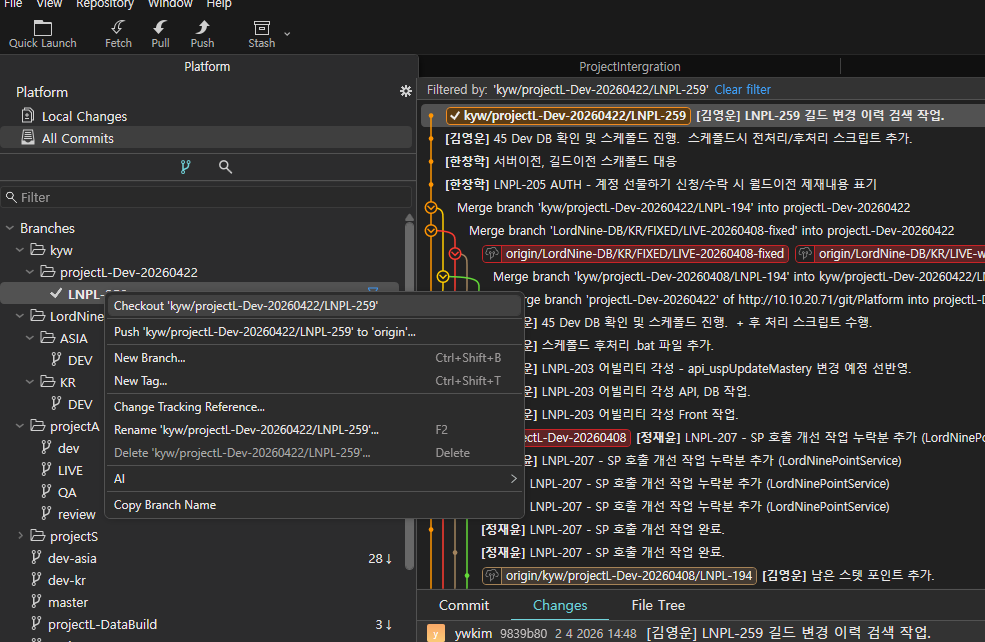 File View Repository Window Help
Quick Launch Fetch Pull Push Stash
Platform ProjectIntergration
Platform
Local Changes
All Commits
Filter
Branches
kyw
projectL-Dev-20260422
LNPL-
LordNine
ASIA
DEV
KR
DEV
projectA
dev
LIVE
QA
review
projectS
dev-asia 28↓
dev-kr
master
projectL-DataBuild 3↓
Checkout 'kyw/projectL-Dev-20260422/LNPL-259'
Push 'kyw/projectL-Dev-20260422/LNPL-259' to 'origin'...
New Branch... Ctrl+Shift+B
New Tag... Ctrl+Shift+T
Change Tracking Reference...
Rename 'kyw/projectL-Dev-20260422/LNPL-259'... F2
Delete 'kyw/projectL-Dev-20260422/LNPL-259'... Delete
AI
Copy Branch Name
Filtered by: 'kyw/projectL-Dev-20260422/LNPL-259' Clear filter
kyw/projectL-Dev-20260422/LNPL-259 [김영운] LNPL-259 길드 변경 이력 검색 작업.
[김영운] 45 Dev DB 확인 및 스케폴드 진행. 스케폴드시 전처리/후처리 스크립트 추가.
[한창학] 서버이전, 길드이전 스캐폴드 대응
[한창학] LNPL-205 AUTH - 계정 선물하기 신청/수락 시 월드이전 제재내용 표기
Merge branch 'kyw/projectL-Dev-20260422/LNPL-194' into projectL-Dev-20260422
Merge branch 'LordNine-DB/KR/FIXED/LIVE-20260408-fixed' into projectL-Dev-20260422
origin/LordNine-DB/KR/FIXED/LIVE-20260408-fixed origin/LordNine-DB/KR/LIVE-w
Merge branch 'projectL-Dev-20260408/LNPL-194' into kyw/projectL-Dev-20260422/
rge branch 'projectL-Dev-20260422' of http://10.10.20.71/git/Platform into project
운] 45 Dev DB 확인 및 스케폴드 진행. + 후 처리 스크립트 수행.
운] 스케폴드 후처리 .bat 파일 추가.
운] LNPL-203 어빌리티 각성 - api_uspUpdateMastery 변경 예정 선반영.
운] LNPL-203 어빌리티 각성 API, DB 작업.
운] LNPL-203 어빌리티 각성 Front 작업.
ectL-Dev-20260408 [정재윤] LNPL-207 - SP 호출 개선 작업 누락분 추가 (LordNinePo
윤] LNPL-207 - SP 호출 개선 작업 누락분 추가 (LordNinePointService)
LNPL-207 - SP 호출 개선 작업 누락분 추가 (LordNinePointService)
LNPL-207 - SP 호출 개선 작업 누락분 추가 (LordNinePointService)
[정재윤] LNPL-207 - SP 호출 개선 작업 완료.
[정재윤] LNPL-207 - SP 호출 개선 작업 완료.
origin/kyw/projectL-Dev-20260408/LNPL-194 [김영운] 남은 스텟 포인트 추가.
Commit Changes File Tree
y ywkim 9839b80 2 4 2026 14:48 [김영운] LNPL-259 길드 변경 이력 검색 작업.